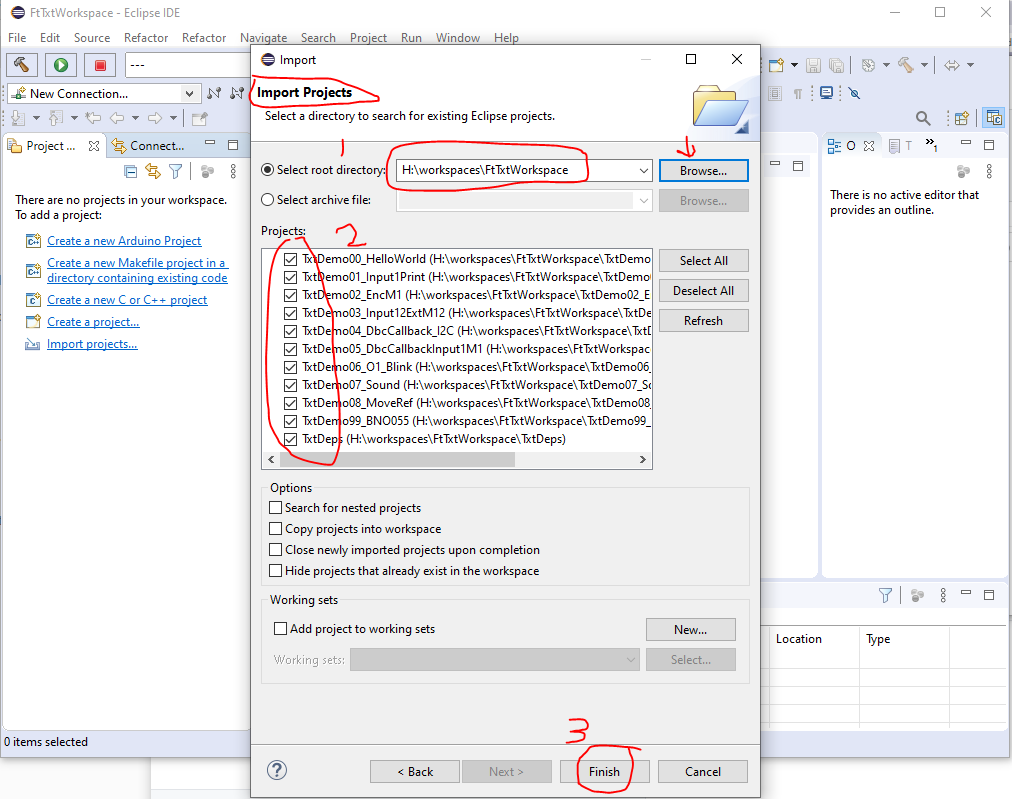 FtTxtWorkspace - Eclipse IDE
File Edit Source Refactor Refactor Navigate Search Project Run Window Help
---
New Connection...
Project ...
Connect...
There are no projects in your workspace.
To add a project:
Create a new Arduino Project
Create a new Makefile project in a
directory containing existing code
Create a new C or C++ project
Create a project...
Import projects...
0 items selected
Import
Import Projects
Select a directory to search for existing Eclipse projects.
1
Select root directory:
H:\workspaces\FtTxtWorkspace
Browse...
Select archive file:
Browse...
Projects:
2
TxtDemo00_HelloWorld (H:\workspaces\FtTxtWorkspace\TxtDemo
TxtDemo01_Input1Print (H:\workspaces\FtTxtWorkspace\TxtDemo
TxtDemo02_EncM1 (H:\workspaces\FtTxtWorkspace\TxtDemo02_E
TxtDemo03_Input12ExtM12 (H:\workspaces\FtTxtWorkspace\TxtDe
TxtDemo04_DbcCallback_I2C (H:\workspaces\FtTxtWorkspace\TxtD
TxtDemo05_DbcCallbackInput1M1 (H:\workspaces\FtTxtWorkspac
TxtDemo06_O1_Blink (H:\workspaces\FtTxtWorkspace\TxtDemo06_
TxtDemo07_Sound (H:\workspaces\FtTxtWorkspace\TxtDemo07_So
TxtDemo08_MoveRef (H:\workspaces\FtTxtWorkspace\TxtDemo08_
TxtDemo99_BNO055 (H:\workspaces\FtTxtWorkspace\TxtDemo99_
TxtDeps (H:\workspaces\FtTxtWorkspace\TxtDeps)
Select All
Deselect All
Refresh
Options
Search for nested projects
Copy projects into workspace
Close newly imported projects upon completion
Hide projects that already exist in the workspace
Working sets
Add project to working sets
New...
Working sets:
Select...
3
< Back
Next >
Finish
Cancel
O
T
»1
There is no active editor that
provides an outline.
Location
Type